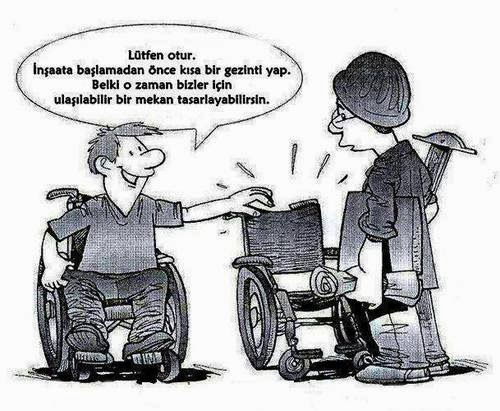 Lütfen otur.
İnşaata başlamadan önce kısa bir gezinti yap.
Belki o zaman bizler için
ulaşılabilir bir mekan tasarlayabilirsin.